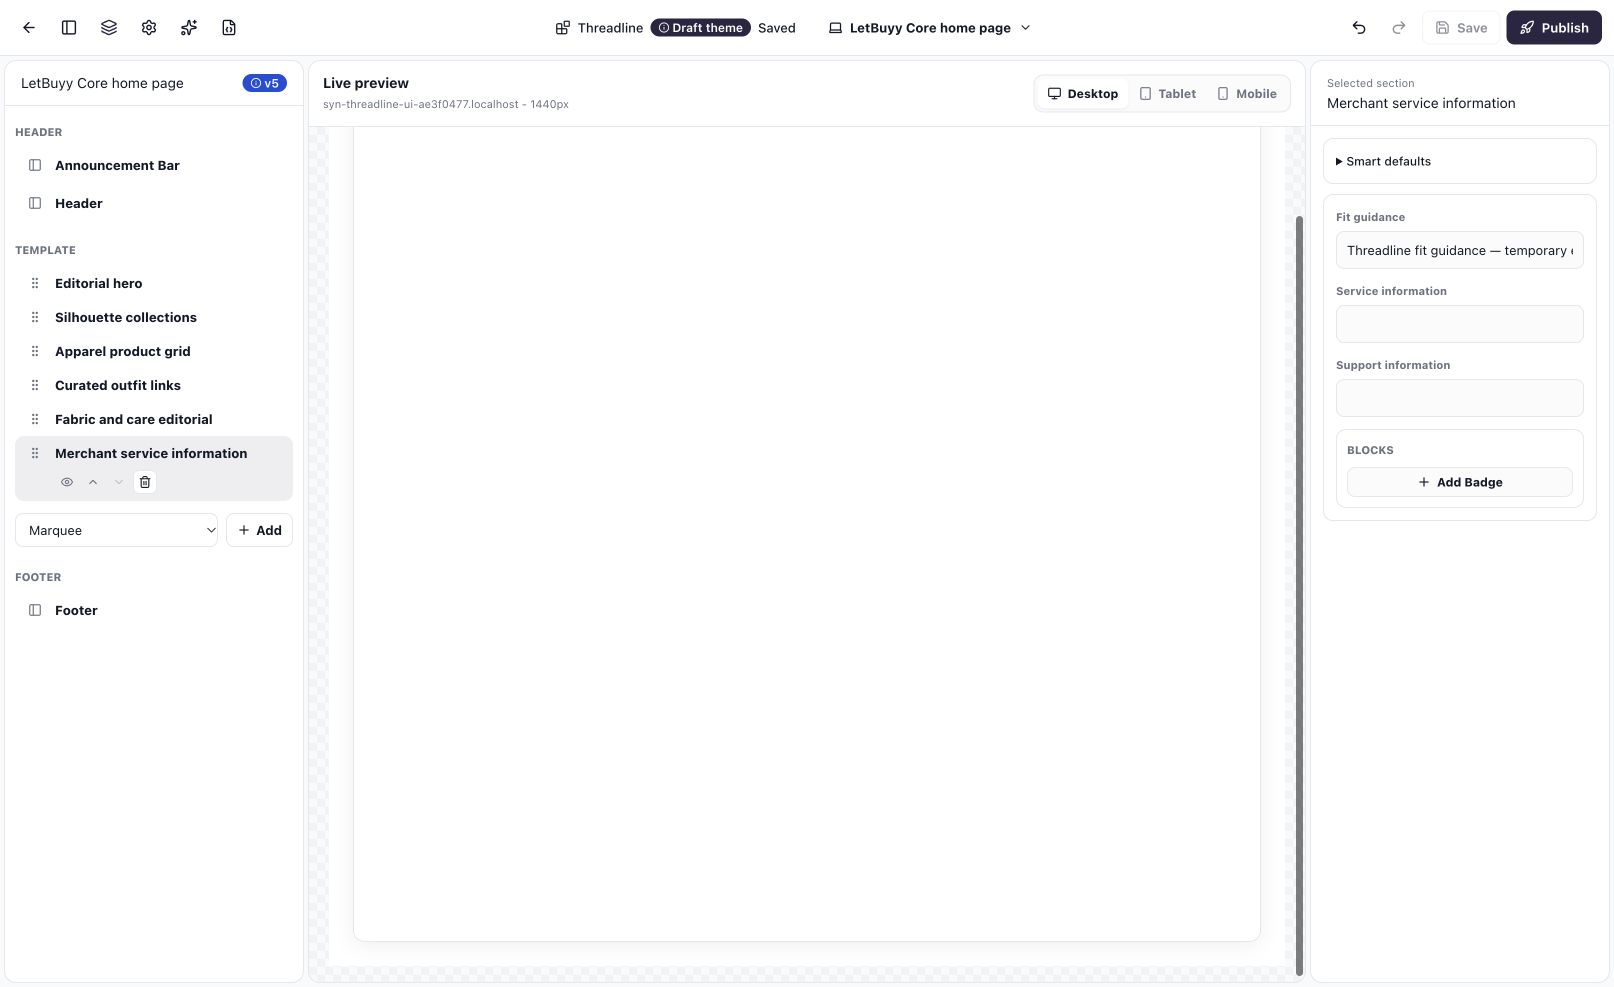 Threadline
Draft theme
Saved
LetBuyy Core home page
Save
Publish
LetBuyy Core home page
v5
HEADER
Announcement Bar
Header
TEMPLATE
Editorial hero
Silhouette collections
Apparel product grid
Curated outfit links
Fabric and care editorial
Merchant service information
Marquee
Add
FOOTER
Footer
Live preview
syn-threadline-ui-ae3f0477.localhost - 1440px
Desktop
Tablet
Mobile
Selected section
Merchant service information
Smart defaults
Fit guidance
Threadline fit guidance — temporary
Service information
Support information
BLOCKS
Add Badge